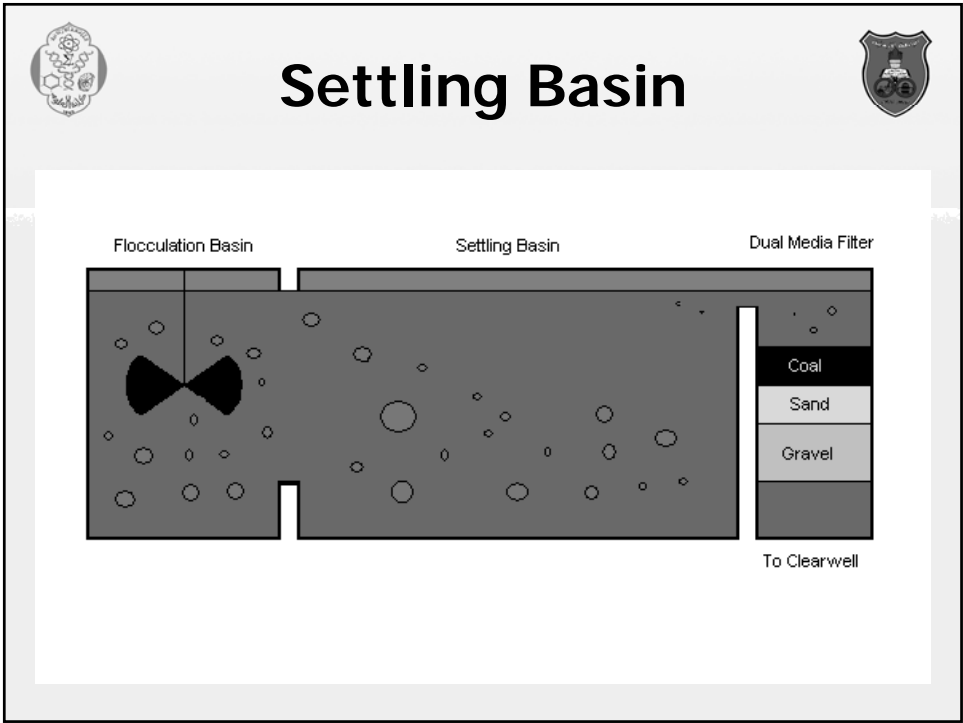 Settling Basin
Flocculation Basin
Settling Basin
Dual Media Filter
Coal
Sand
Gravel
To Clearwell